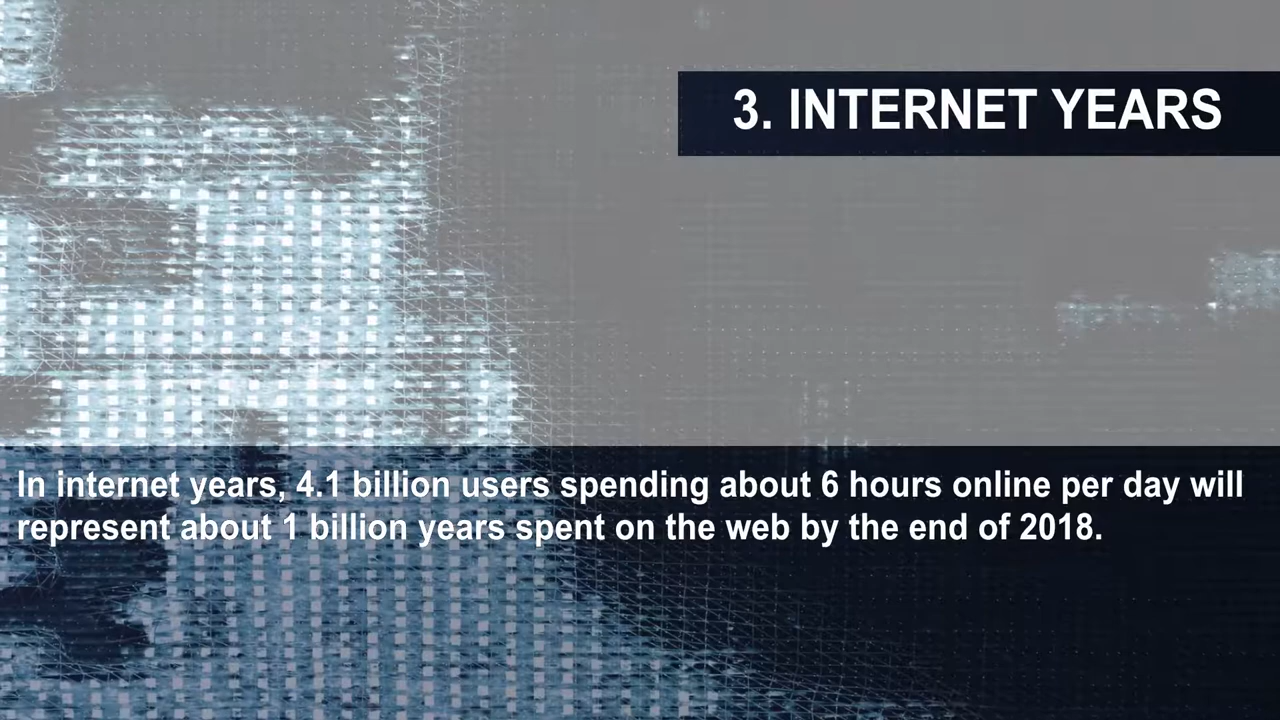 3. INTERNET YEARS
In internet years, 4.1 billion users spending about 6 hours online per day will
represent about 1 billion years spent on the web by the end of 2018.